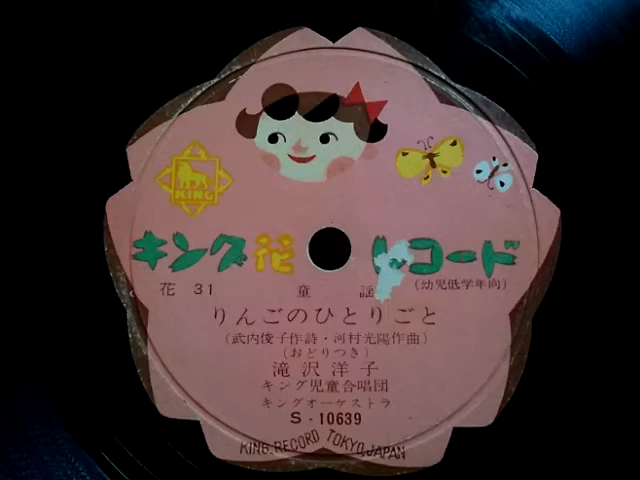 KING
キング花レコード
花 31 童謡 (幼児低学年向)
りんごのひとりごと
(武内俊子作詩・河村光陽作曲)
(おどりつき)
滝沢洋子
キング児童合唱団
キングオーケストラ
S-10639
KING RECORD TOKYO, JAPAN